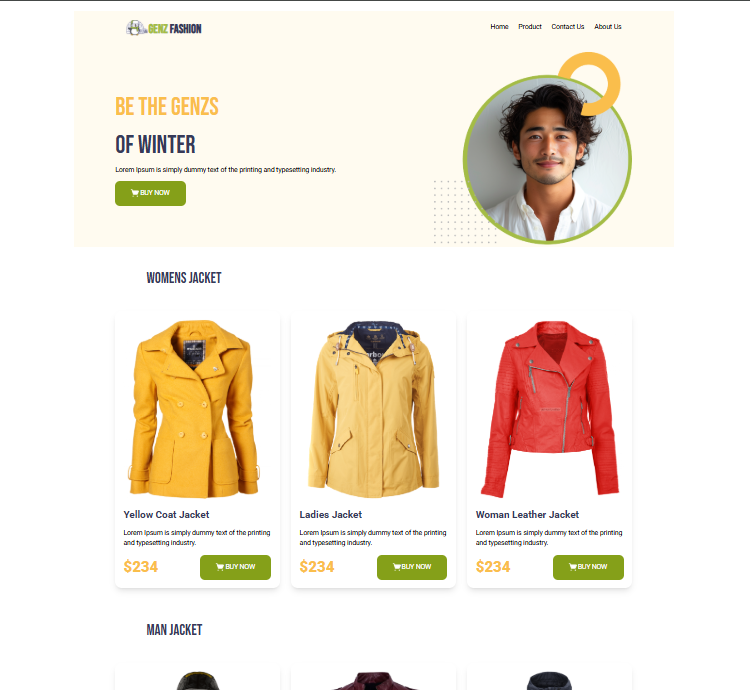 GENZ FASHION
Home Product Contact Us About Us
BE THE GENZS
OF WINTER
Lorem Ipsum is simply dummy text of the printing and typesetting industry.
BUY NOW
WOMENS JACKET
Yellow Coat Jacket
Lorem Ipsum is simply dummy text of the printing
and typesetting industry.
$234 BUY NOW
Ladies Jacket
Lorem Ipsum is simply dummy text of the printing
and typesetting industry.
$234 BUY NOW
Woman Leather Jacket
Lorem Ipsum is simply dummy text of the printing
and typesetting industry.
$234 BUY NOW
MAN JACKET